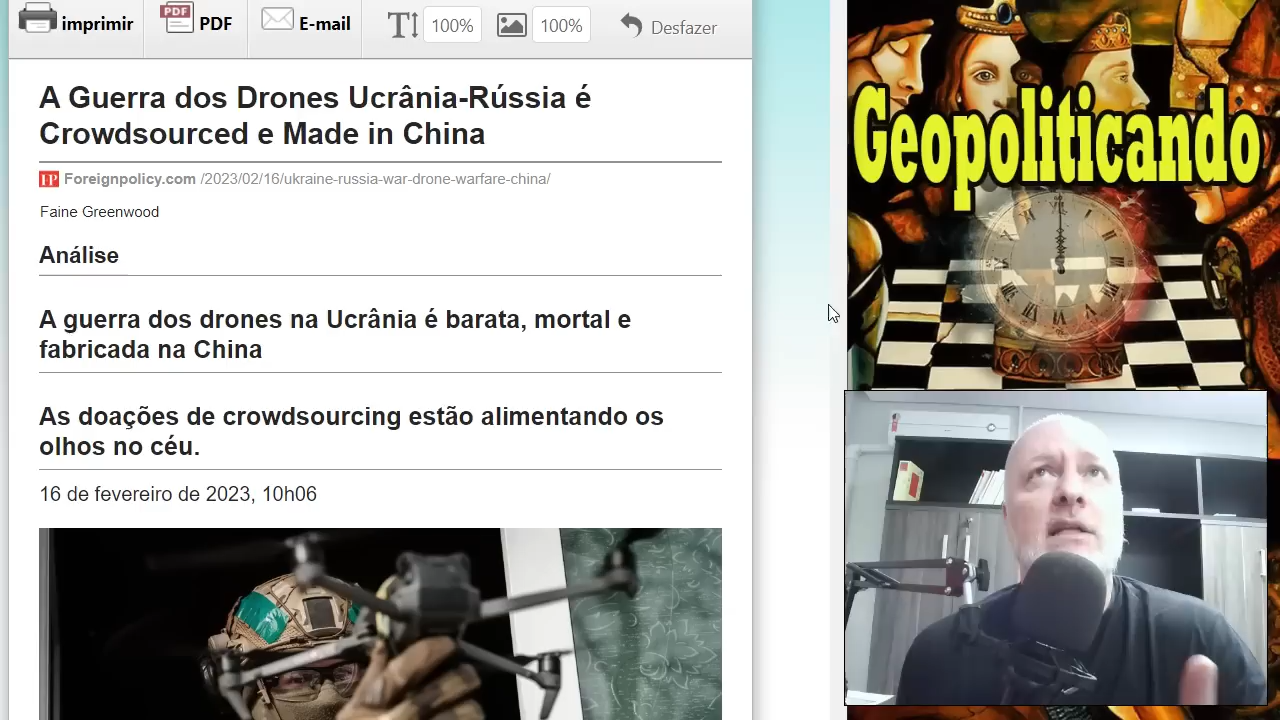 imprimir
PDF
PDF
E-mail
T
100%
100%
Desfazer
A Guerra dos Drones Ucrânia-Rússia é
Crowdsourced e Made in China
FP Foreignpolicy.com /2023/02/16/ukraine-russia-war-drone-warfare-china/
Faine Greenwood
Análise
A guerra dos drones na Ucrânia é barata, mortal e
fabricada na China
As doações de crowdsourcing estão alimentando os
olhos no céu.
16 de fevereiro de 2023, 10h06
Geopoliticando